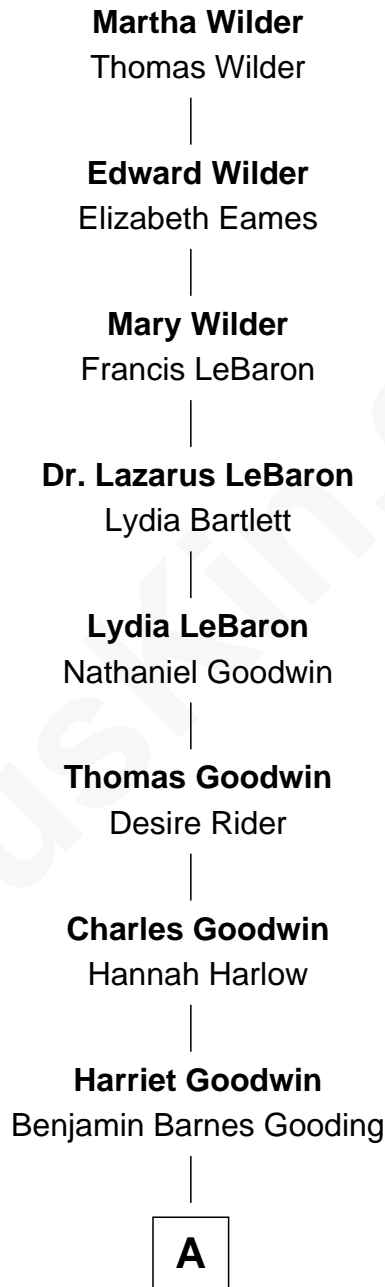 Martha Wilder
Thomas Wilder
Edward Wilder
Elizabeth Eames
Mary Wilder
Francis LeBaron
Dr. Lazarus LeBaron
Lydia Bartlett
Lydia LeBaron
Nathaniel Goodwin
Thomas Goodwin
Desire Rider
Charles Goodwin
Hannah Harlow
Harriet Goodwin
Benjamin Barnes Gooding
A